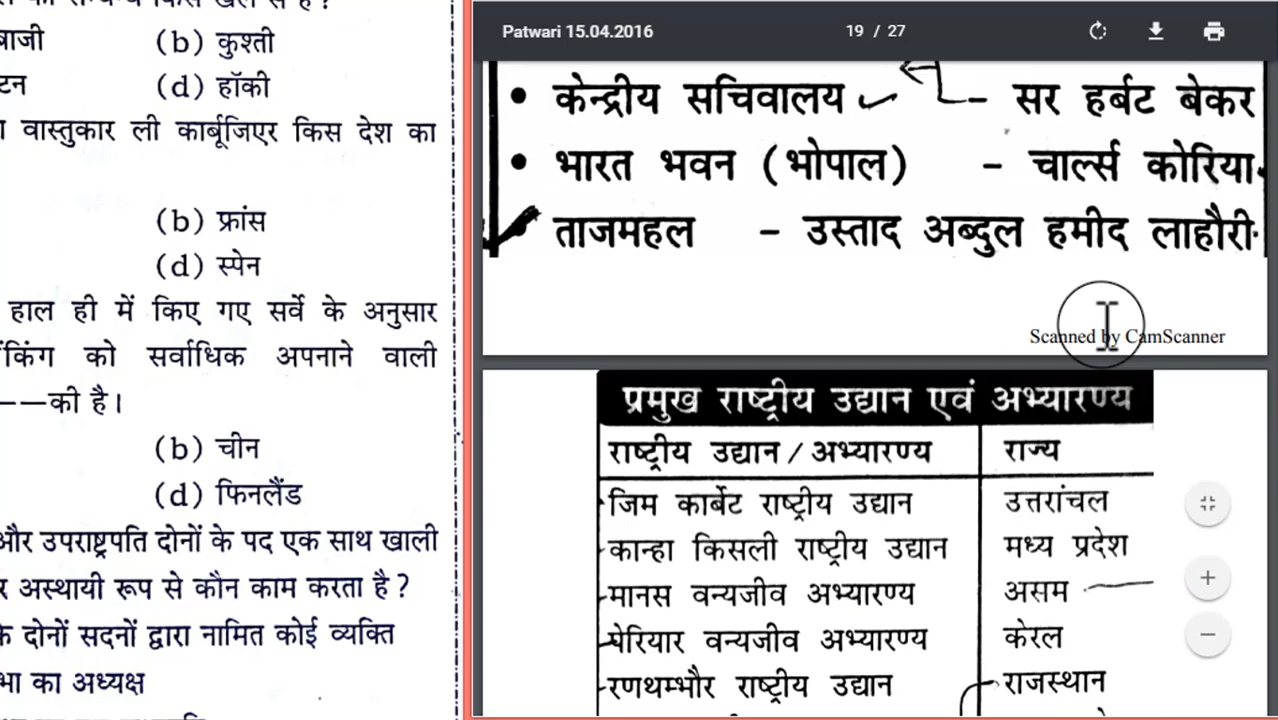 (b) कुश्ती
(d) हॉकी
वास्तुकार ली कार्बूजिएर किस देश का
(b) फ्रांस
(d) स्पेन
हाल ही में किए गए सर्वे के अनुसार
को सर्वाधिक अपनाने वाली
——की है।
(b) चीन
(d) फिनलैंड
और उपराष्ट्रपति दोनों के पद एक साथ खाली
अस्थायी रूप से कौन काम करता है?
दोनों सदनों द्वारा नामित कोई व्यक्ति
का अध्यक्ष
Patwari 15.04.2016
19 / 27
• केन्द्रीय सचिवालय - सर हर्बट बेकर
• भारत भवन (भोपाल) - चार्ल्स कोरिया
ताजमहल - उस्ताद अब्दुल हमीद लाहौरी
Scanned by CamScanner
प्रमुख राष्ट्रीय उद्यान एवं अभ्यारण्य
राष्ट्रीय उद्यान / अभ्यारण्य राज्य
जिम कार्बेट राष्ट्रीय उद्यान उत्तरांचल
कान्हा किसली राष्ट्रीय उद्यान मध्य प्रदेश
मानस वन्यजीव अभ्यारण्य असम
पेरियार वन्यजीव अभ्यारण्य केरल
रणथम्भौर राष्ट्रीय उद्यान राजस्थान